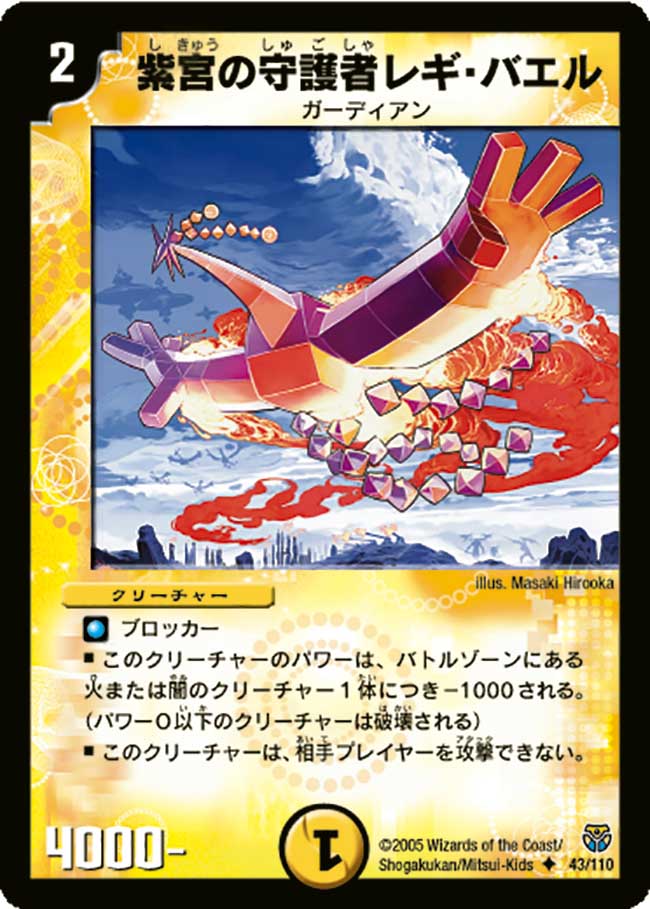 2
紫宮の守護者レギ・バエル
しきゅう しゅごしゃ
ガーディアン
illus. Masaki Hirooka
クリーチャー
ブロッカー
■ このクリーチャーのパワーは、バトルゾーンにある
火または闇のクリーチャー1体につき−1000される。
(パワー0以下のクリーチャーは破壊される)
■ このクリーチャーは、相手プレイヤーを攻撃できない。
4000-
1
©2005 Wizards of the Coast/
Shogakukan/Mitsui-Kids ♦ 43/110